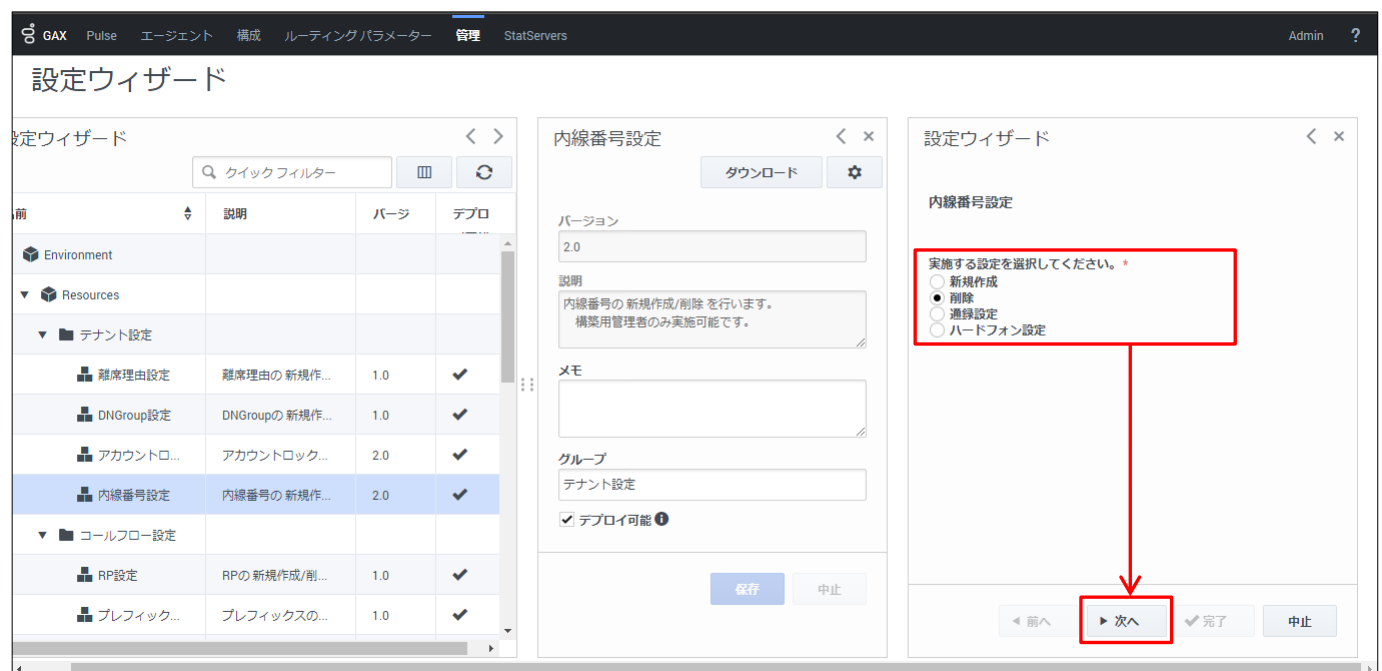 GAX Pulse エージェント 構成 ルーティングパラメーター 管理 StatServers Admin ?
設定ウィザード
設定ウィザード
クイック フィルター
名前 説明 バージ デプロ
Environment
Resources
テナント設定
離席理由設定 離席理由の 新規作... 1.0
DNGroup設定 DNGroupの 新規作... 1.0
アカウントロ... アカウントロック... 2.0
内線番号設定 内線番号の 新規作... 2.0
コールフロー設定
RP設定 RPの 新規作成/削... 1.0
プレフィック... プレフィックスの... 1.0
内線番号設定
ダウンロード
バージョン
2.0
説明
内線番号の 新規作成/削除 を行います。
構築用管理者のみ実施可能です。
メモ
グループ
テナント設定
デプロイ可能
保存 中止
設定ウィザード
内線番号設定
実施する設定を選択してください。*
新規作成
削除
通録設定
ハードフォン設定
前へ 次へ 完了 中止